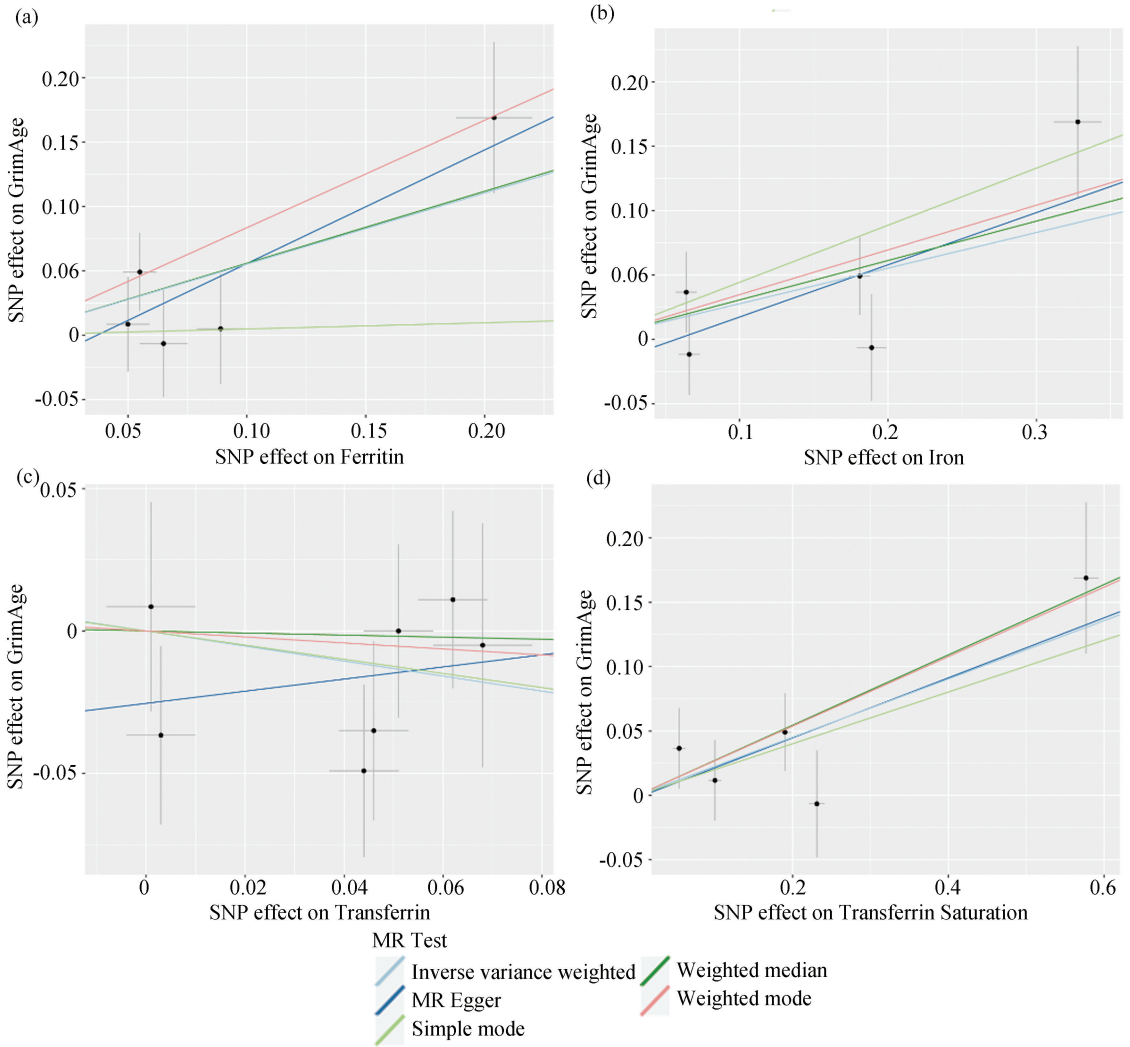 (a)
0.20
0.15
0.10
0.06
0
-0.05
SNP effect on GrimAge
0.05 0.10 0.15 0.20
SNP effect on Ferritin
(b)
0.20
0.15
0.10
0.06
0
-0.05
SNP effect on GrimAge
0.1 0.2 0.3
SNP effect on Iron
(c)
0.05
0
-0.05
SNP effect on GrimAge
0 0.02 0.04 0.06 0.08
SNP effect on Transferrin
(d)
0.20
0.15
0.10
0.05
0
-0.05
SNP effect on GrimAge
0.2 0.4 0.6
SNP effect on Transferrin Saturation
MR Test
Inverse variance weighted
MR Egger
Simple mode
Weighted median
Weighted mode